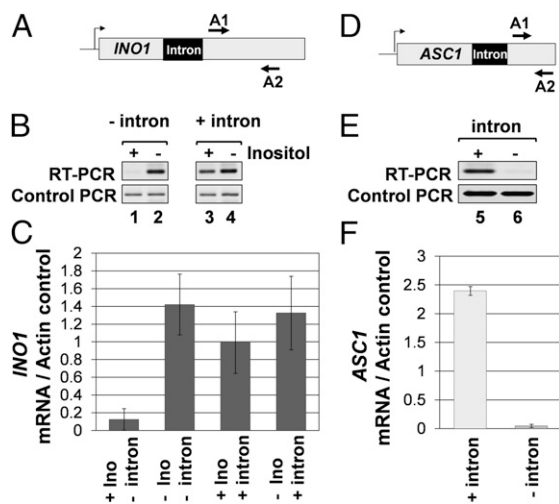 A
A1
INO1
Intron
A2
B
- intron
+ intron
+ - + - Inositol
RT-PCR
Control PCR
1 2 3 4
C
INO1
mRNA / Actin control
2
1.8
1.6
1.4
1.2
1
0.8
0.6
0.4
0.2
0
+ Ino
- intron
- Ino
- intron
+ Ino
+ intron
- Ino
+ intron
D
A1
ASC1
Intron
A2
E
intron
+ -
RT-PCR
Control PCR
5 6
F
ASC1
mRNA / Actin control
3
2.5
2
1.5
1
0.5
0
+ intron
- intron